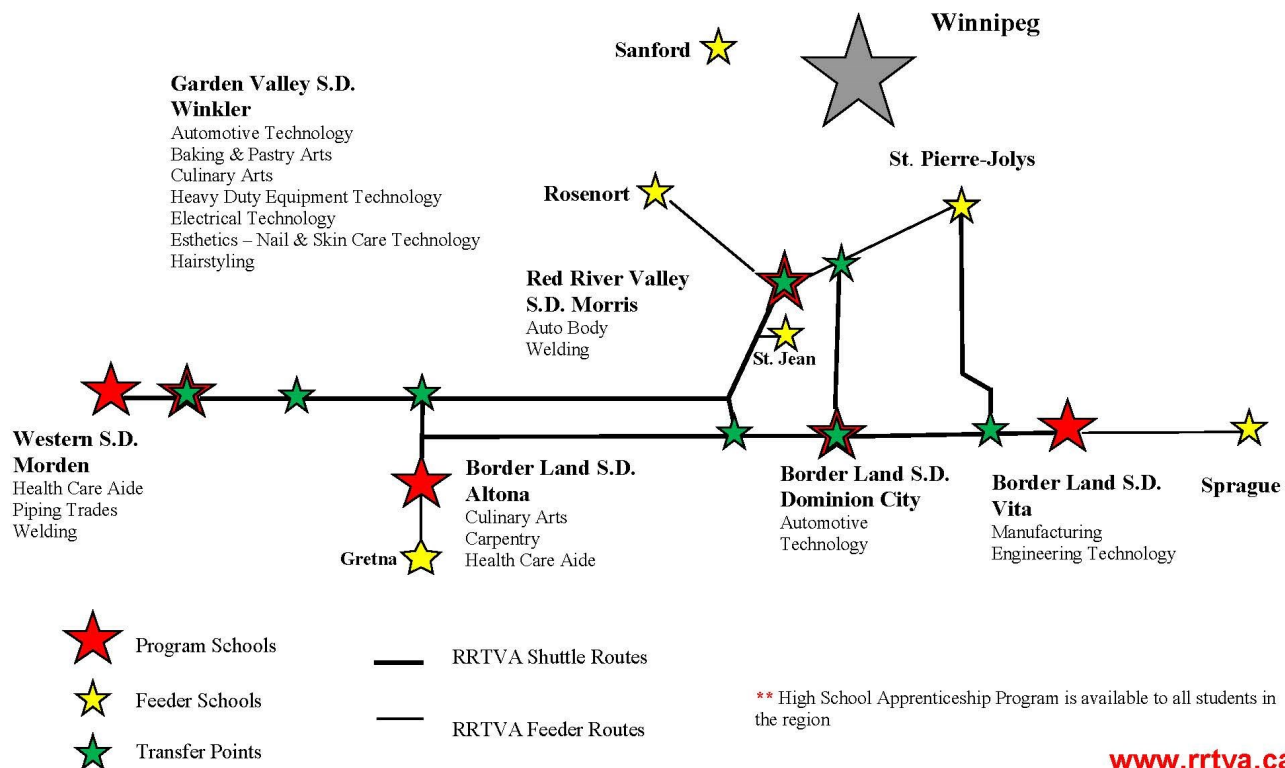 Winnipeg
Sanford
Garden Valley S.D.
Winkler
Automotive Technology
Baking & Pastry Arts
Culinary Arts
Heavy Duty Equipment Technology
Electrical Technology
Esthetics – Nail & Skin Care Technology
Hairstyling
St. Pierre-Jolys
Rosenort
Red River Valley
S.D. Morris
Auto Body
Welding
St. Jean
Western S.D.
Morden
Health Care Aide
Piping Trades
Welding
Border Land S.D.
Altona
Culinary Arts
Carpentry
Health Care Aide
Gretna
Border Land S.D.
Dominion City
Automotive
Technology
Border Land S.D.
Vita
Manufacturing
Engineering Technology
Sprague
Program Schools
Feeder Schools
Transfer Points
RRTVA Shuttle Routes
RRTVA Feeder Routes
** High School Apprenticeship Program is available to all students in
the region
www.rrtva.ca